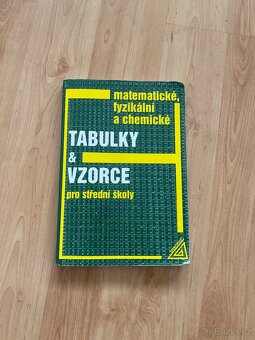 matematické,
fyzikální
a chemické
TABULKY
&
VZORCE
pro střední školy